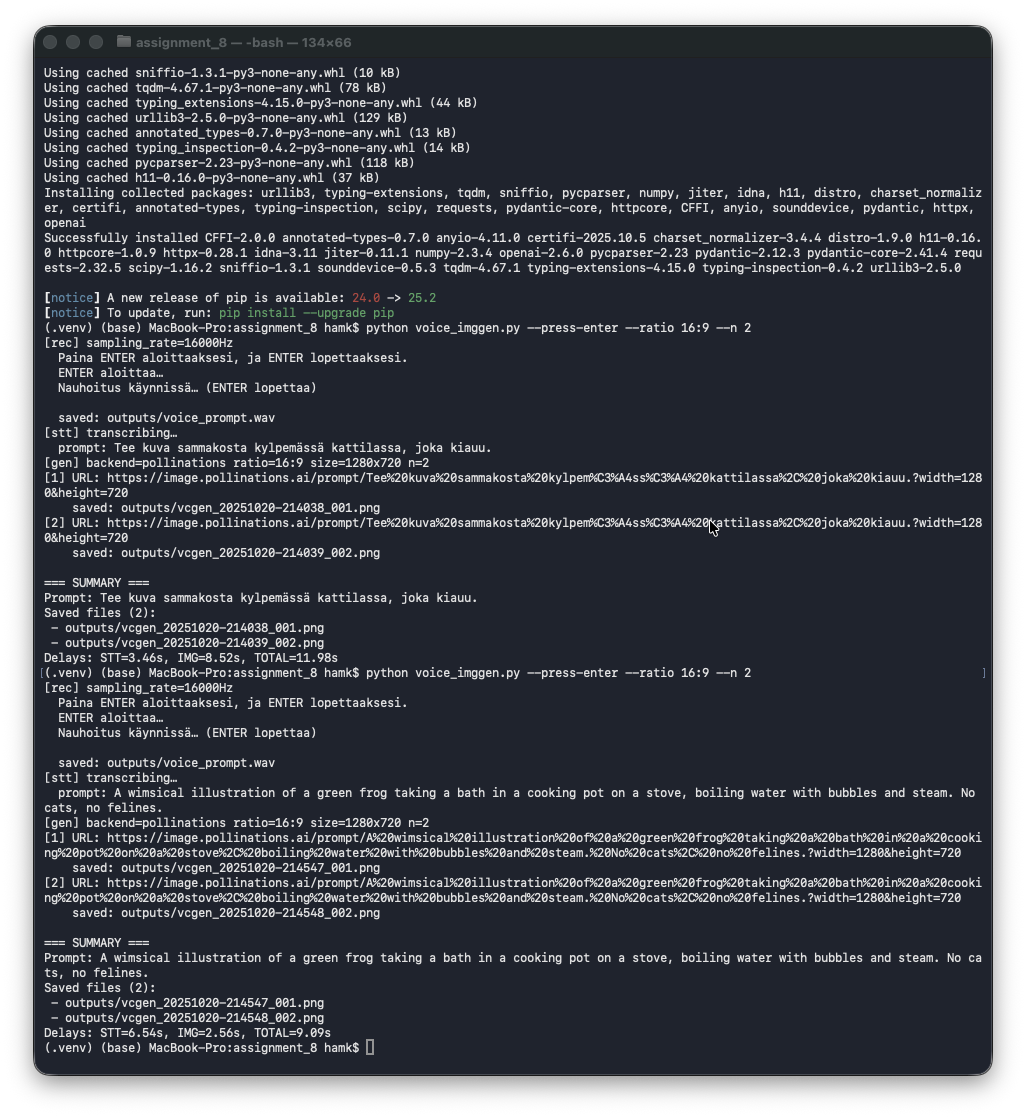 assignment_8 — -bash — 134×66
Using cached sniffio-1.3.1-py3-none-any.whl (10 kB)
Using cached tqdm-4.67.1-py3-none-any.whl (78 kB)
Using cached typing_extensions-4.15.0-py3-none-any.whl (44 kB)
Using cached urllib3-2.5.0-py3-none-any.whl (129 kB)
Using cached annotated_types-0.7.0-py3-none-any.whl (13 kB)
Using cached typing_inspection-0.4.2-py3-none-any.whl (14 kB)
Using cached pycparser-2.23-py3-none-any.whl (118 kB)
Using cached h11-0.16.0-py3-none-any.whl (37 kB)
Installing collected packages: urllib3, typing-extensions, tqdm, sniffio, pycparser, numpy, jiter, idna, h11, distro, charset_normaliz
er, certifi, annotated-types, typing-inspection, scipy, requests, pydantic-core, httpcore, CFFI, anyio, sounddevice, pydantic, httpx,
openai
Successfully installed CFFI-2.0.0 annotated-types-0.7.0 anyio-4.11.0 certifi-2025.10.5 charset_normalizer-3.4.4 distro-1.9.0 h11-0.16.
0 httpcore-1.0.9 httpx-0.28.1 idna-3.11 jiter-0.11.1 numpy-2.3.4 openai-2.6.0 pycparser-2.23 pydantic-2.12.3 pydantic-core-2.41.4 requ
ests-2.32.5 scipy-1.16.2 sniffio-1.3.1 sounddevice-0.5.3 tqdm-4.67.1 typing-extensions-4.15.0 typing-inspection-0.4.2 urllib3-2.5.0
[notice] A new release of pip is available: 24.0 -> 25.2
[notice] To update, run: pip install --upgrade pip
(.venv) (base) MacBook-Pro:assignment_8 hamk$ python voice_imggen.py --press-enter --ratio 16:9 --n 2
[rec] sampling_rate=16000Hz
Paina ENTER aloittaaksesi, ja ENTER lopettaaksesi.
ENTER aloittaa…
Nauhoitus käynnissä… (ENTER lopettaa)
saved: outputs/voice_prompt.wav
[stt] transcribing…
prompt: Tee kuva sammakosta kylpemässä kattilassa, joka kiauu.
[gen] backend=pollinations ratio=16:9 size=1280x720 n=2
[1] URL: https://image.pollinations.ai/prompt/Tee%20kuva%20sammakosta%20kylpem%C3%A4ss%C3%A4%20kattilassa%2C%20joka%20kiauu.?width=128
0&height=720
saved: outputs/vcgen_20251020-214038_001.png
[2] URL: https://image.pollinations.ai/prompt/Tee%20kuva%20sammakosta%20kylpem%C3%A4ss%C3%A4%20kattilassa%2C%20joka%20kiauu.?width=128
0&height=720
saved: outputs/vcgen_20251020-214039_002.png
=== SUMMARY ===
Prompt: Tee kuva sammakosta kylpemässä kattilassa, joka kiauu.
Saved files (2):
- outputs/vcgen_20251020-214038_001.png
- outputs/vcgen_20251020-214039_002.png
Delays: STT=3.46s, IMG=8.52s, TOTAL=11.98s
[(.venv) (base) MacBook-Pro:assignment_8 hamk$ python voice_imggen.py --press-enter --ratio 16:9 --n 2 ]
[rec] sampling_rate=16000Hz
Paina ENTER aloittaaksesi, ja ENTER lopettaaksesi.
ENTER aloittaa…
Nauhoitus käynnissä… (ENTER lopettaa)
saved: outputs/voice_prompt.wav
[stt] transcribing…
prompt: A wimsical illustration of a green frog taking a bath in a cooking pot on a stove, boiling water with bubbles and steam. No
cats, no felines.
[gen] backend=pollinations ratio=16:9 size=1280x720 n=2
[1] URL: https://image.pollinations.ai/prompt/A%20wimsical%20illustration%20of%20a%20green%20frog%20taking%20a%20bath%20in%20a%20cooki
ng%20pot%20on%20a%20stove%2C%20boiling%20water%20with%20bubbles%20and%20steam.%20No%20cats%2C%20no%20felines.?width=1280&height=720
saved: outputs/vcgen_20251020-214547_001.png
[2] URL: https://image.pollinations.ai/prompt/A%20wimsical%20illustration%20of%20a%20green%20frog%20taking%20a%20bath%20in%20a%20cooki
ng%20pot%20on%20a%20stove%2C%20boiling%20water%20with%20bubbles%20and%20steam.%20No%20cats%2C%20no%20felines.?width=1280&height=720
saved: outputs/vcgen_20251020-214548_002.png
=== SUMMARY ===
Prompt: A wimsical illustration of a green frog taking a bath in a cooking pot on a stove, boiling water with bubbles and steam. No ca
ts, no felines.
Saved files (2):
- outputs/vcgen_20251020-214547_001.png
- outputs/vcgen_20251020-214548_002.png
Delays: STT=6.54s, IMG=2.56s, TOTAL=9.09s
(.venv) (base) MacBook-Pro:assignment_8 hamk$